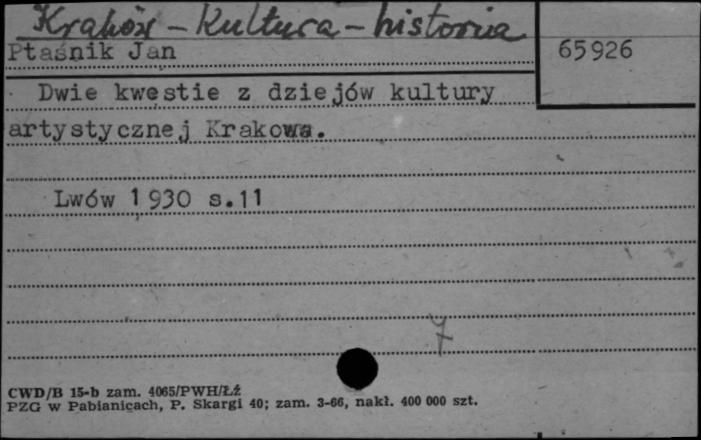 Kraków - Kultura - historia
Ptaśnik Jan
65926
Dwie kwestie z dziejów kultury
artystycznej Krakowa.
Lwów 1930 s.11
7
CWD/B 15-b zam. 4065/PWH/ŁŹ
PZG w Pabianicach, P. Skargi 40; zam. 3-66, nakł. 400 000 szt.